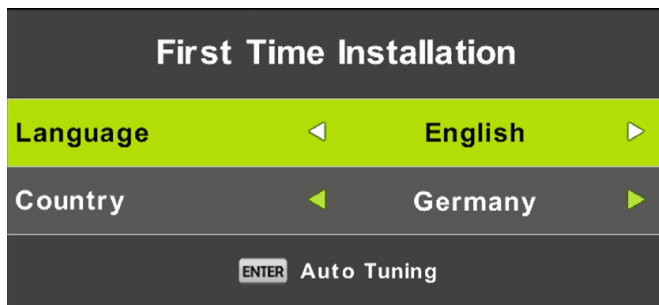 First Time Installation
Language English
Country Germany
ENTER Auto Tuning